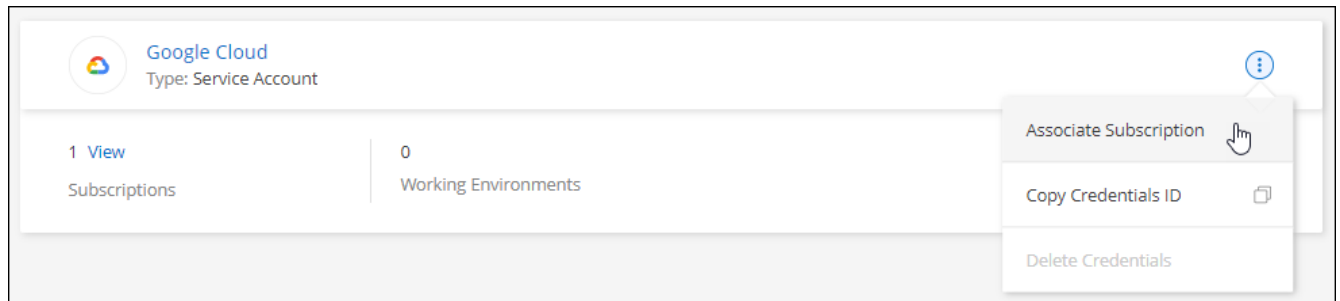 Google Cloud
Type: Service Account
Associate Subscription
1 View
0
Subscriptions
Working Environments
Copy Credentials ID
Delete Credentials